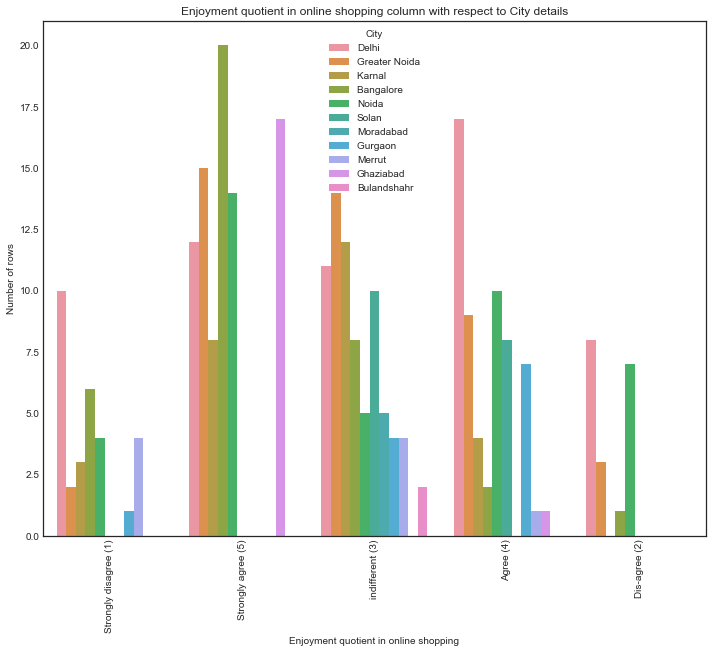 Enjoyment quotient in online shopping column with respect to City details
City
Delhi
Greater Noida
Karnal
Bangalore
Noida
Solan
Moradabad
Gurgaon
Merrut
Ghaziabad
Bulandshahr
Number of rows
20.0
17.5
15.0
12.5
10.0
7.5
5.0
2.5
0.0
Strongly disagree (1)
Strongly agree (5)
indifferent (3)
Agree (4)
Dis-agree (2)
Enjoyment quotient in online shopping